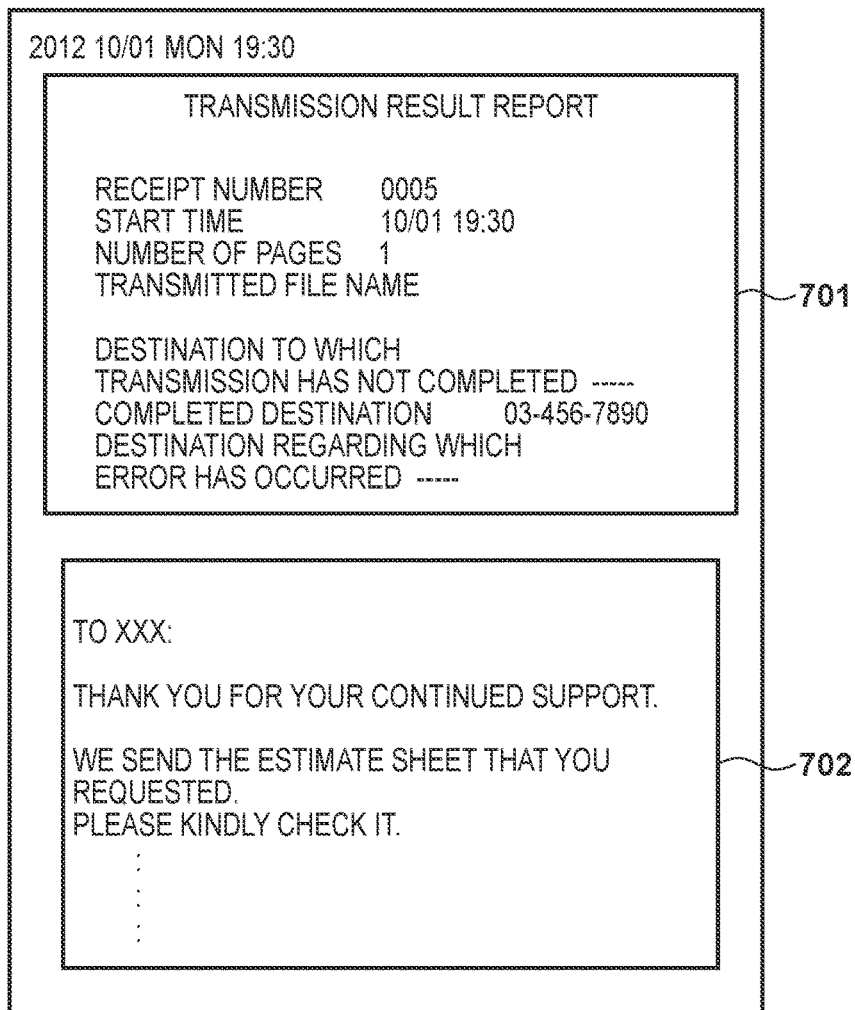 2012 10/01 MON 19:30
TRANSMISSION RESULT REPORT
RECEIPT NUMBER 0005
START TIME 10/01 19:30
NUMBER OF PAGES 1
TRANSMITTED FILE NAME
701
DESTINATION TO WHICH
TRANSMISSION HAS NOT COMPLETED -----
COMPLETED DESTINATION 03-456-7890
DESTINATION REGARDING WHICH
ERROR HAS OCCURRED -----
TO XXX:
THANK YOU FOR YOUR CONTINUED SUPPORT.
WE SEND THE ESTIMATE SHEET THAT YOU
702
REQUESTED.
PLEASE KINDLY CHECK IT.